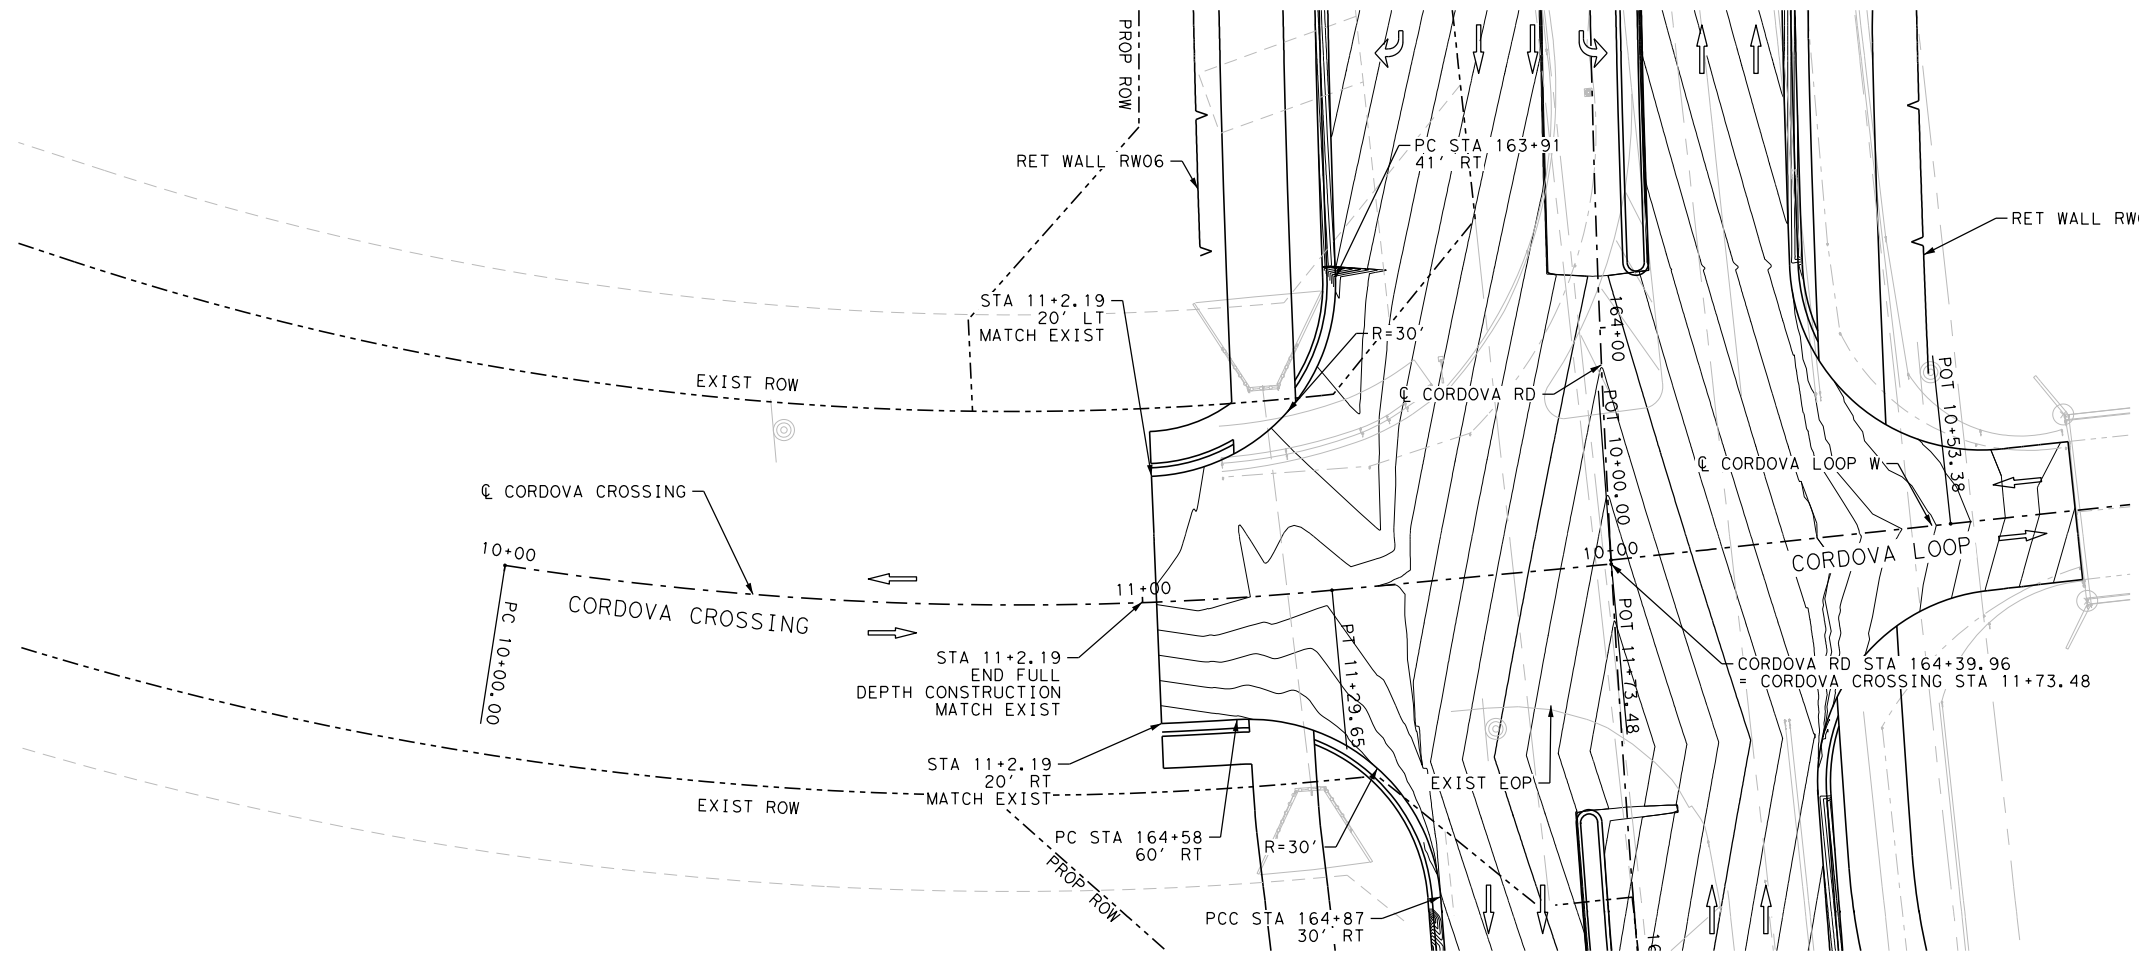 PROP ROW
RET WALL RW06
PC STA 163+91
41' RT
RET WALL RW
STA 11+2.19
20' LT
MATCH EXIST
164+00
R=30'
EXIST ROW
℄ CORDOVA RD
POT 10+53.38
POT 10+00.00
℄ CORDOVA LOOP W
℄ CORDOVA CROSSING
10+00
10+00
CORDOVA LOOP
11+00
CORDOVA CROSSING
PC 10+00.00
PT 11+29.65
POT 11+73.48
STA 11+2.19
END FULL
DEPTH CONSTRUCTION
MATCH EXIST
CORDOVA RD STA 164+39.96
= CORDOVA CROSSING STA 11+73.48
STA 11+2.19
20' RT
MATCH EXIST
EXIST EOP
EXIST ROW
PC STA 164+58
60' RT
R=30'
PROP ROW
PCC STA 164+87
30' RT